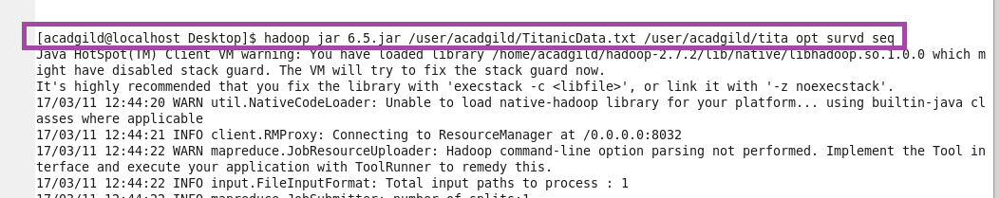 [acadgild@localhost Desktop]$ hadoop jar 6.5.jar /user/acadgild/TitanicData.txt /user/acadgild/tita opt survd seq
Java HotSpot(TM) Client VM warning: You have loaded library /home/acadgild/hadoop-2.7.2/lib/native/libhadoop.so.1.0.0 which m
ight have disabled stack guard. The VM will try to fix the stack guard now.
It's highly recommended that you fix the library with 'execstack -c <libfile>', or link it with '-z noexecstack'.
17/03/11 12:44:20 WARN util.NativeCodeLoader: Unable to load native-hadoop library for your platform... using builtin-java cl
asses where applicable
17/03/11 12:44:21 INFO client.RMProxy: Connecting to ResourceManager at /0.0.0.0:8032
17/03/11 12:44:22 WARN mapreduce.JobResourceUploader: Hadoop command-line option parsing not performed. Implement the Tool in
terface and execute your application with ToolRunner to remedy this.
17/03/11 12:44:22 INFO input.FileInputFormat: Total input paths to process : 1
17/03/11 12:44:22 INFO mapreduce.JobSubmitter: number of splits:1